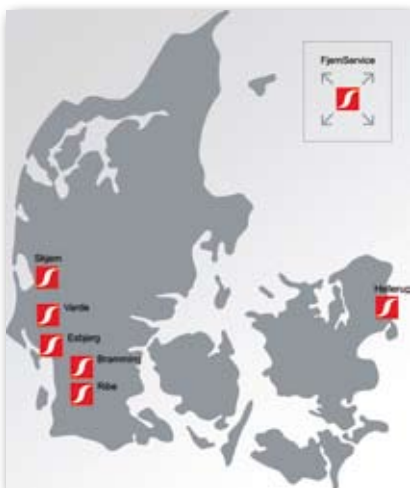 FjernService
Skjern
Varde
Esbjerg
Bramming
Ribe
Hellerup